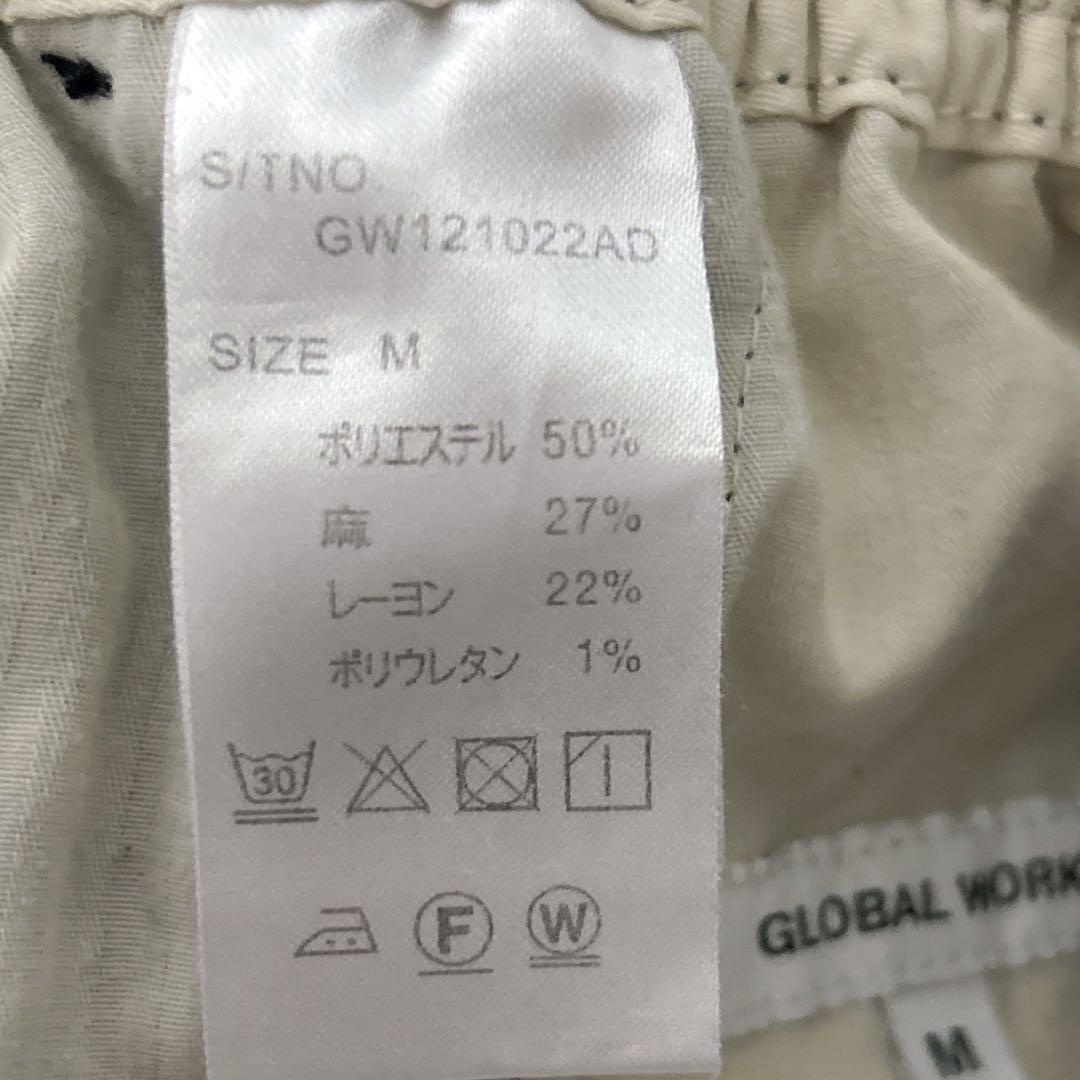 S/TNO.
GW121022AD
SIZE M
ポリエステル 50%
麻 27%
レーヨン 22%
ポリウレタン 1%
30
F W
GLOBAL WORK
M